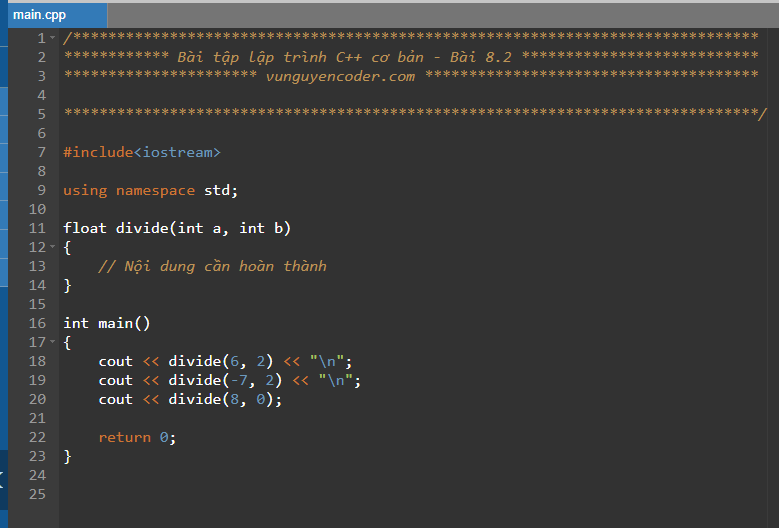 main.cpp
1 /******************************************************************************
2 ************ Bài tập lập trình C++ cơ bản - Bài 8.2 ***************************
3 ********************** vunguyencoder.com **************************************
4
5 *******************************************************************************/
6
7 #include<iostream>
8
9 using namespace std;
10
11 float divide(int a, int b)
12 {
13     // Nội dung cần hoàn thành
14 }
15
16 int main()
17 {
18     cout << divide(6, 2) << "\n";
19     cout << divide(-7, 2) << "\n";
20     cout << divide(8, 0);
21
22     return 0;
23 }
24
25